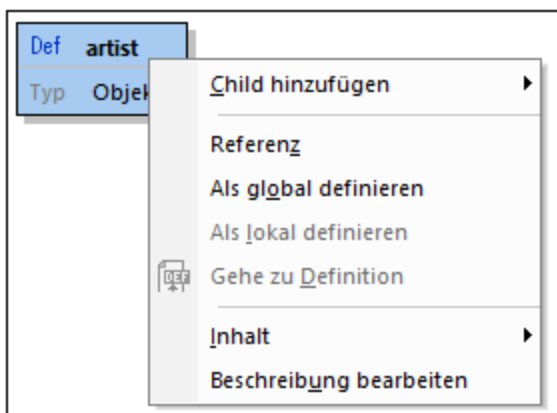 Def artist
Typ Objek
Child hinzufügen
Referenz
Als global definieren
Als lokal definieren
DEF Gehe zu Definition
Inhalt
Beschreibung bearbeiten